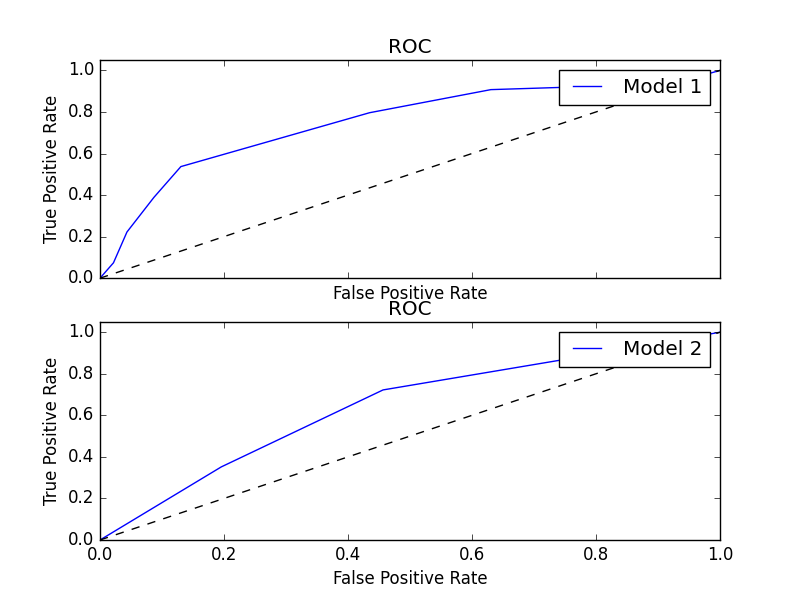 ROC
1.0
0.8
0.6
0.4
0.2
0.0
True Positive Rate
Model 1
False Positive Rate
ROC
1.0
0.8
0.6
0.4
0.2
0.0
True Positive Rate
Model 2
0.0 0.2 0.4 0.6 0.8 1.0
False Positive Rate